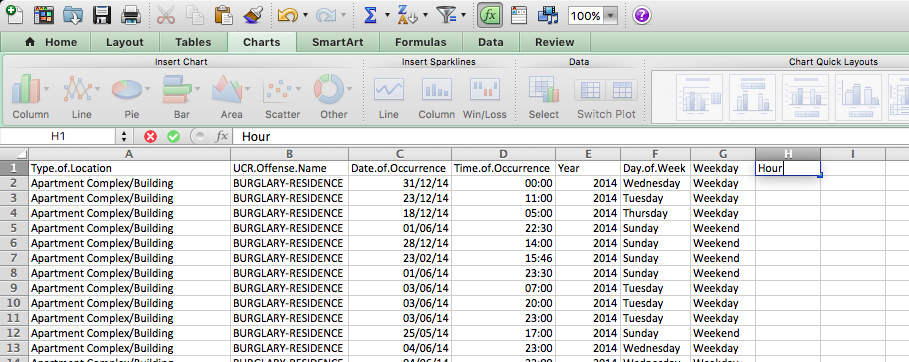 100%
Home Layout Tables Charts SmartArt Formulas Data Review
Insert Chart Insert Sparklines Data Chart Quick Layouts
Column Line Pie Bar Area Scatter Other Line Column Win/Loss Select Switch Plot
H1 fx Hour
A B C D E F G H I
1 Type.of.Location UCR.Offense.Name Date.of.Occurrence Time.of.Occurrence Year Day.of.Week Weekday Hour
2 Apartment Complex/Building BURGLARY-RESIDENCE 31/12/14 00:00 2014 Wednesday Weekday
3 Apartment Complex/Building BURGLARY-RESIDENCE 23/12/14 11:00 2014 Tuesday Weekday
4 Apartment Complex/Building BURGLARY-RESIDENCE 18/12/14 05:00 2014 Thursday Weekday
5 Apartment Complex/Building BURGLARY-RESIDENCE 01/06/14 22:30 2014 Sunday Weekend
6 Apartment Complex/Building BURGLARY-RESIDENCE 28/12/14 14:00 2014 Sunday Weekend
7 Apartment Complex/Building BURGLARY-RESIDENCE 23/02/14 15:46 2014 Sunday Weekend
8 Apartment Complex/Building BURGLARY-RESIDENCE 01/06/14 23:30 2014 Sunday Weekend
9 Apartment Complex/Building BURGLARY-RESIDENCE 03/06/14 07:00 2014 Tuesday Weekday
10 Apartment Complex/Building BURGLARY-RESIDENCE 03/06/14 20:00 2014 Tuesday Weekday
11 Apartment Complex/Building BURGLARY-RESIDENCE 03/06/14 23:00 2014 Tuesday Weekday
12 Apartment Complex/Building BURGLARY-RESIDENCE 25/05/14 17:00 2014 Sunday Weekend
13 Apartment Complex/Building BURGLARY-RESIDENCE 04/06/14 23:00 2014 Wednesday Weekday